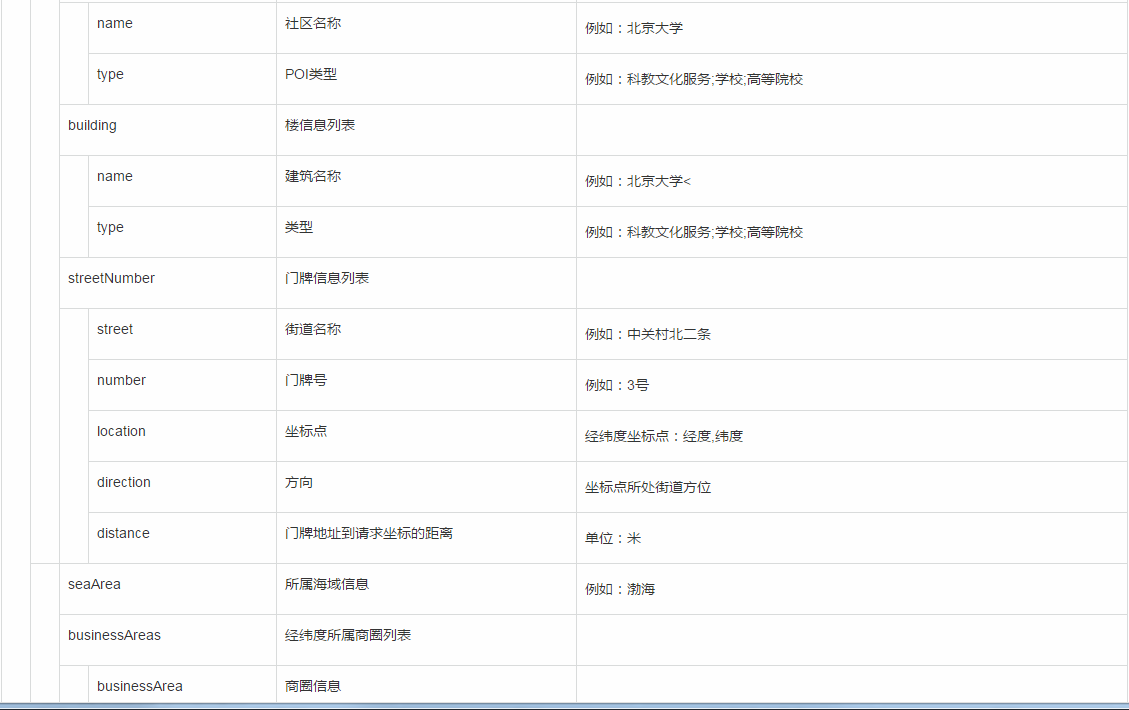 name 社区名称 例如：北京大学
type POI类型 例如：科教文化服务;学校;高等院校
building 楼信息列表
name 建筑名称 例如：北京大学<
type 类型 例如：科教文化服务;学校;高等院校
streetNumber 门牌信息列表
street 街道名称 例如：中关村北二条
number 门牌号 例如：3号
location 坐标点 经纬度坐标点：经度,纬度
direction 方向 坐标点所处街道方位
distance 门牌地址到请求坐标的距离 单位：米
seaArea 所属海域信息 例如：渤海
businessAreas 经纬度所属商圈列表
businessArea 商圈信息